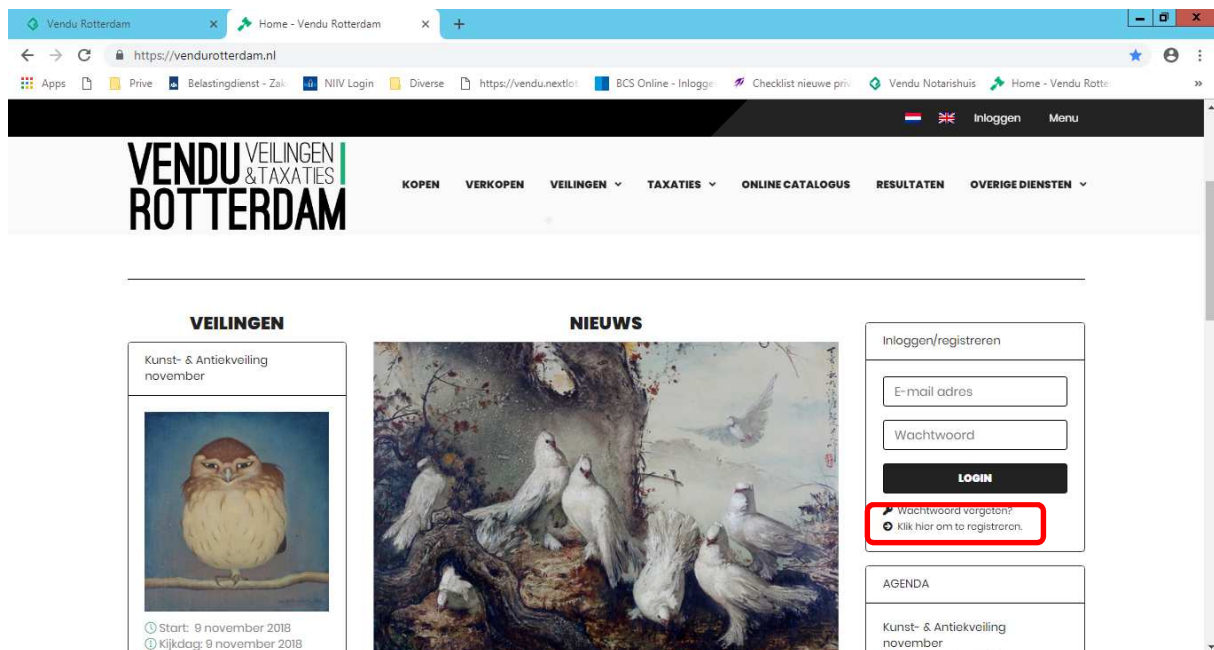 Vendu Rotterdam
Home - Vendu Rotterdam
https://vendurotterdam.nl
Apps
Prive
Belastingdienst - Zak
NIIV Login
Diverse
https://vendu.nextlot
BCS Online - Inlogge
Checklist nieuwe priv
Vendu Notarishuis
Home - Vendu Rotte
Inloggen
Menu
VENDU VEILINGEN
&TAXATIES
ROTTERDAM
KOPEN
VERKOPEN
VEILINGEN
TAXATIES
ONLINE CATALOGUS
RESULTATEN
OVERIGE DIENSTEN
VEILINGEN
Kunst- & Antiekveiling
november
Start: 9 november 2018
Kijkdag: 9 november 2018
NIEUWS
Inloggen/registreren
E-mail adres
Wachtwoord
LOGIN
Wachtwoord vergeten?
Klik hier om te registreren.
AGENDA
Kunst- & Antiekveiling
november